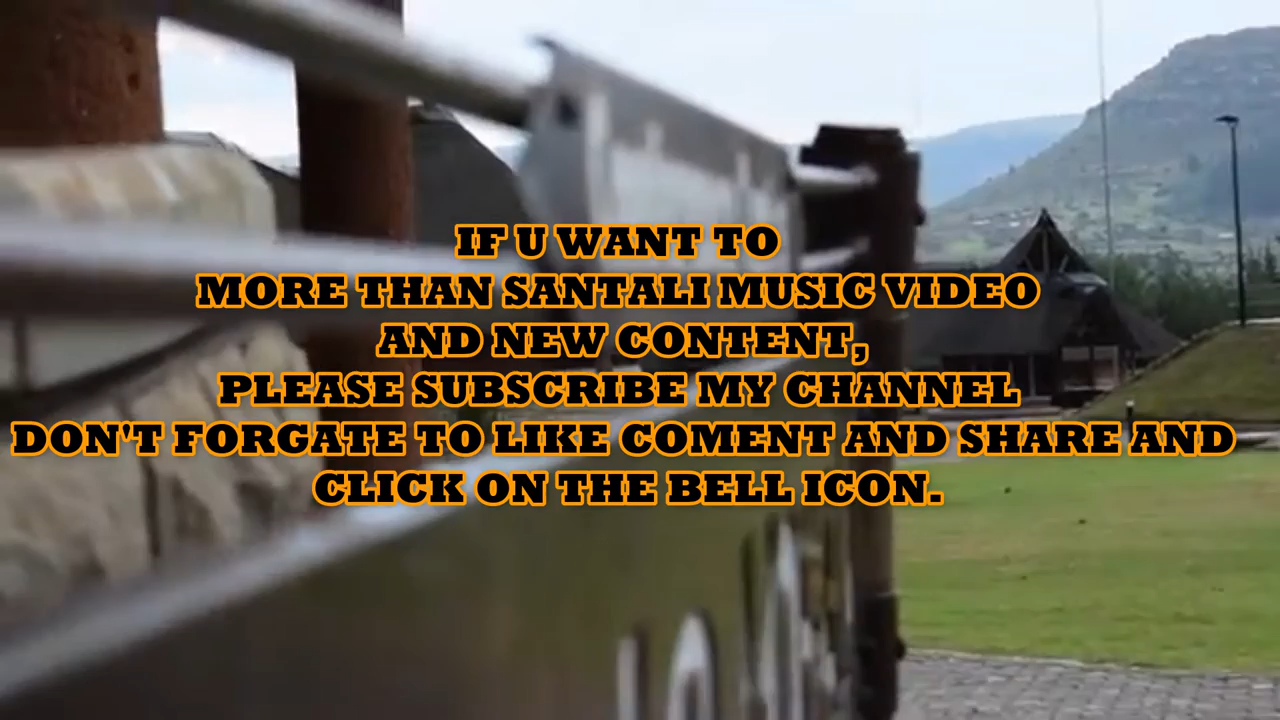 IF U WANT TO
MORE THAN SANTALI MUSIC VIDEO
AND NEW CONTENT,
PLEASE SUBSCRIBE MY CHANNEL
DON'T FORGATE TO LIKE COMENT AND SHARE AND
CLICK ON THE BELL ICON.